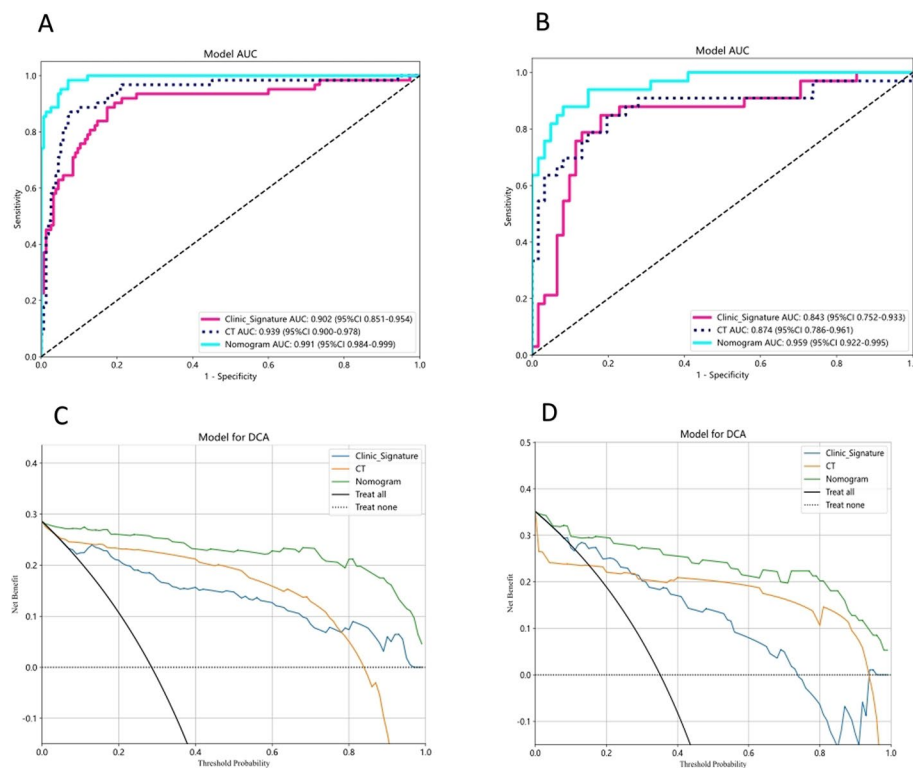 A
Model AUC
1.0
0.8
0.6
0.4
0.2
0.0
Sensitivity
Clinic_Signature AUC: 0.902 (95%CI 0.851-0.954)
CT AUC: 0.939 (95%CI 0.900-0.978)
Nomogram AUC: 0.991 (95%CI 0.984-0.999)
0.0 0.2 0.4 0.6 0.8 1.0
1 - Specificity
B
Model AUC
1.0
0.8
0.6
0.4
0.2
0.0
Sensitivity
Clinic_Signature AUC: 0.843 (95%CI 0.752-0.933)
CT AUC: 0.874 (95%CI 0.786-0.961)
Nomogram AUC: 0.959 (95%CI 0.922-0.995)
0.0 0.2 0.4 0.6 0.8 1.0
1 - Specificity
C
Model for DCA
0.4
0.3
0.2
0.1
0.0
-0.1
Net Benefit
Clinic_Signature
CT
Nomogram
Treat all
Treat none
0.0 0.2 0.4 0.6 0.8 1.0
Threshold Probability
D
Model for DCA
0.5
0.4
0.3
0.2
0.1
0.0
-0.1
Net Benefit
Clinic_Signature
CT
Nomogram
Treat all
Treat none
0.0 0.2 0.4 0.6 0.8 1.0
Threshold Probability